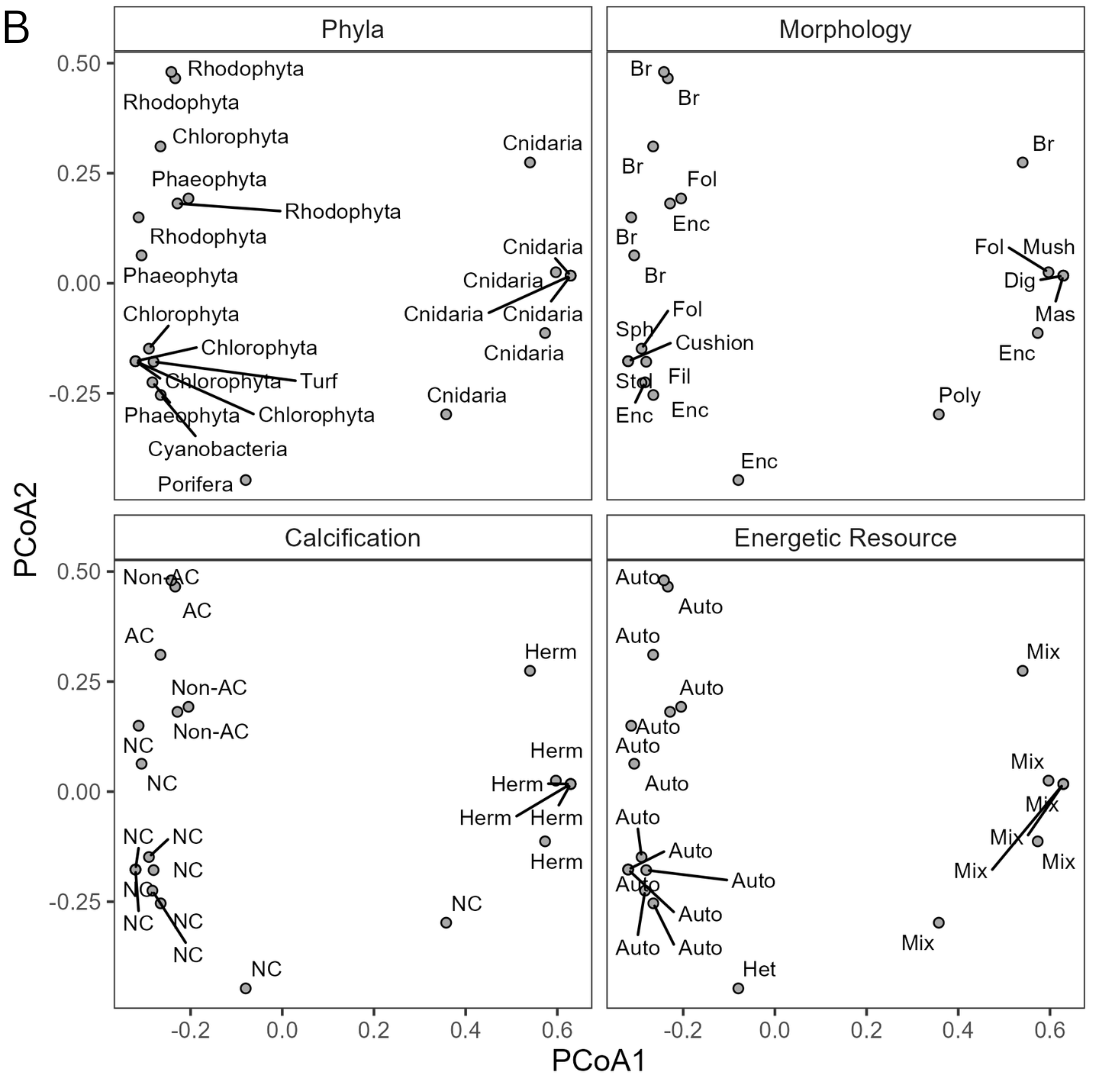 B
Phyla
Morphology
0.50
0.25
0.00
-0.25
Rhodophyta
Rhodophyta
Chlorophyta
Cnidaria
Phaeophyta
Rhodophyta
Rhodophyta
Cnidaria
Phaeophyta
Cnidaria
Chlorophyta
Cnidaria
Cnidaria
Chlorophyta
Cnidaria
Chlorophyta
Turf
Cnidaria
Phaeophyta
Chlorophyta
Cyanobacteria
Porifera
Br
Br
Br
Br
Fol
Enc
Br
Fol
Mush
Br
Dig
Fol
Mas
Sph
Cushion
Enc
Stol
Fil
Poly
Enc
Enc
Enc
PCoA2
Calcification
Energetic Resource
0.50
0.25
0.00
-0.25
Non-AC
AC
AC
Herm
Non-AC
Non-AC
NC
Herm
NC
Herm
Herm
Herm
NC
NC
Herm
NC
NC
NC
NC
NC
NC
NC
Auto
Auto
Auto
Mix
Auto
Auto
Auto
Mix
Auto
Mix
Auto
Mix
Auto
Mix
Mix
Auto
Auto
Auto
Auto
Auto
Mix
Het
-0.2
0.0
0.2
0.4
0.6
-0.2
0.0
0.2
0.4
0.6
PCoA1